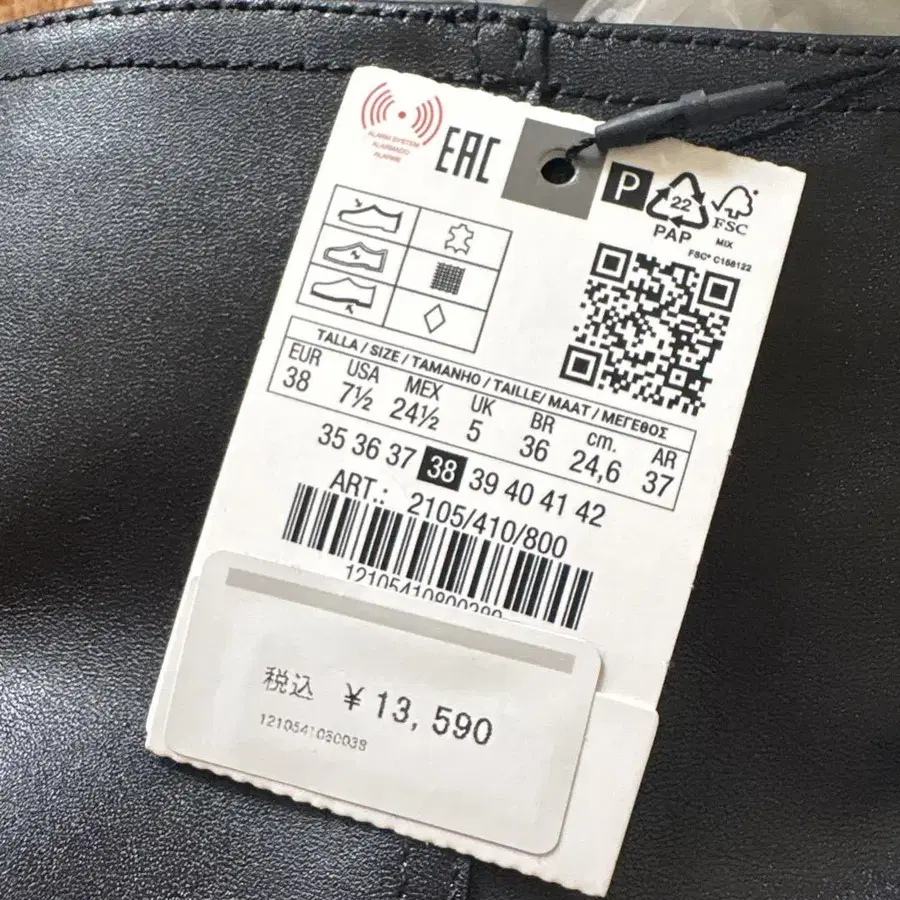 ALARM SYSTEM
ALARMADO
ALARME
EAC
P
22
PAP
FSC
MIX
FSC® C158122
TALLA / SIZE / TAMANHO / TAILLE / MAAT / ΜΕΓΕΘΟΣ
EUR USA MEX UK BR cm. AR
38 7½ 24½ 5 36 24,6 37
35 36 37 38 39 40 41 42
ART.: 2105/410/800
税込 ¥13,590